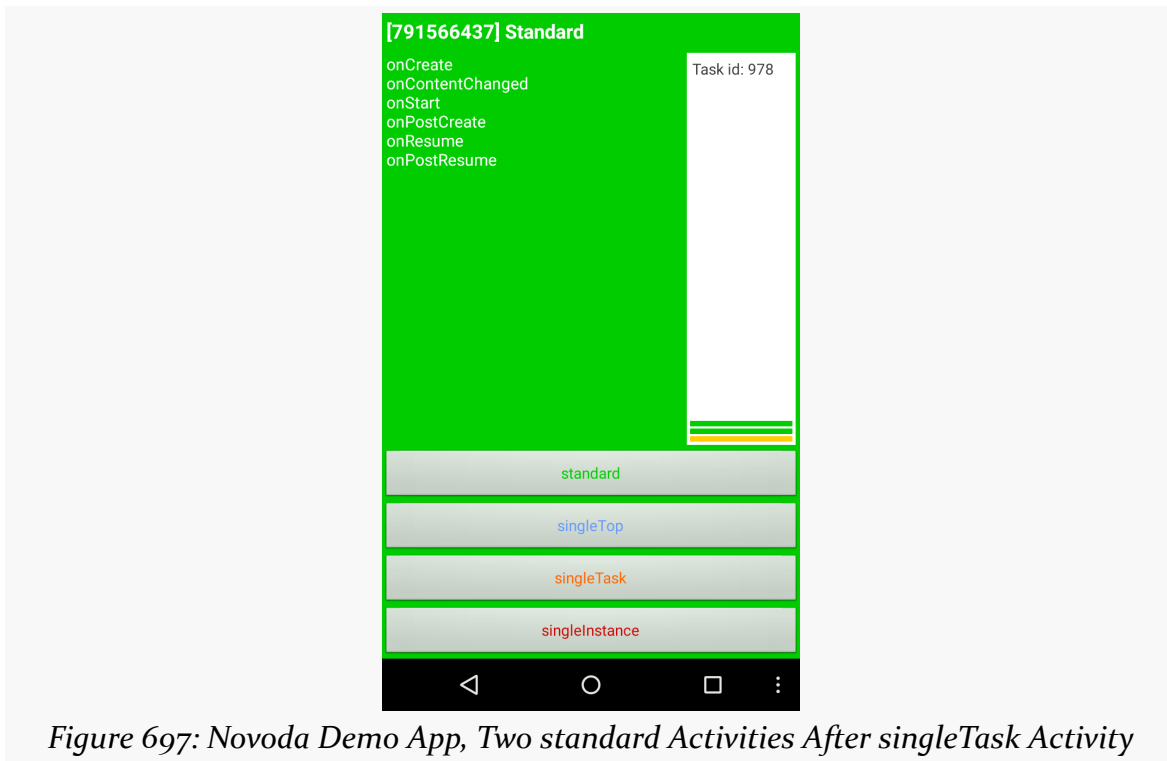 [791566437] Standard
onCreate
onContentChanged
onStart
onPostCreate
onResume
onPostResume
Task id: 978
standard
singleTop
singleTask
singleInstance
Figure 697: Novoda Demo App, Two standard Activities After singleTask Activity